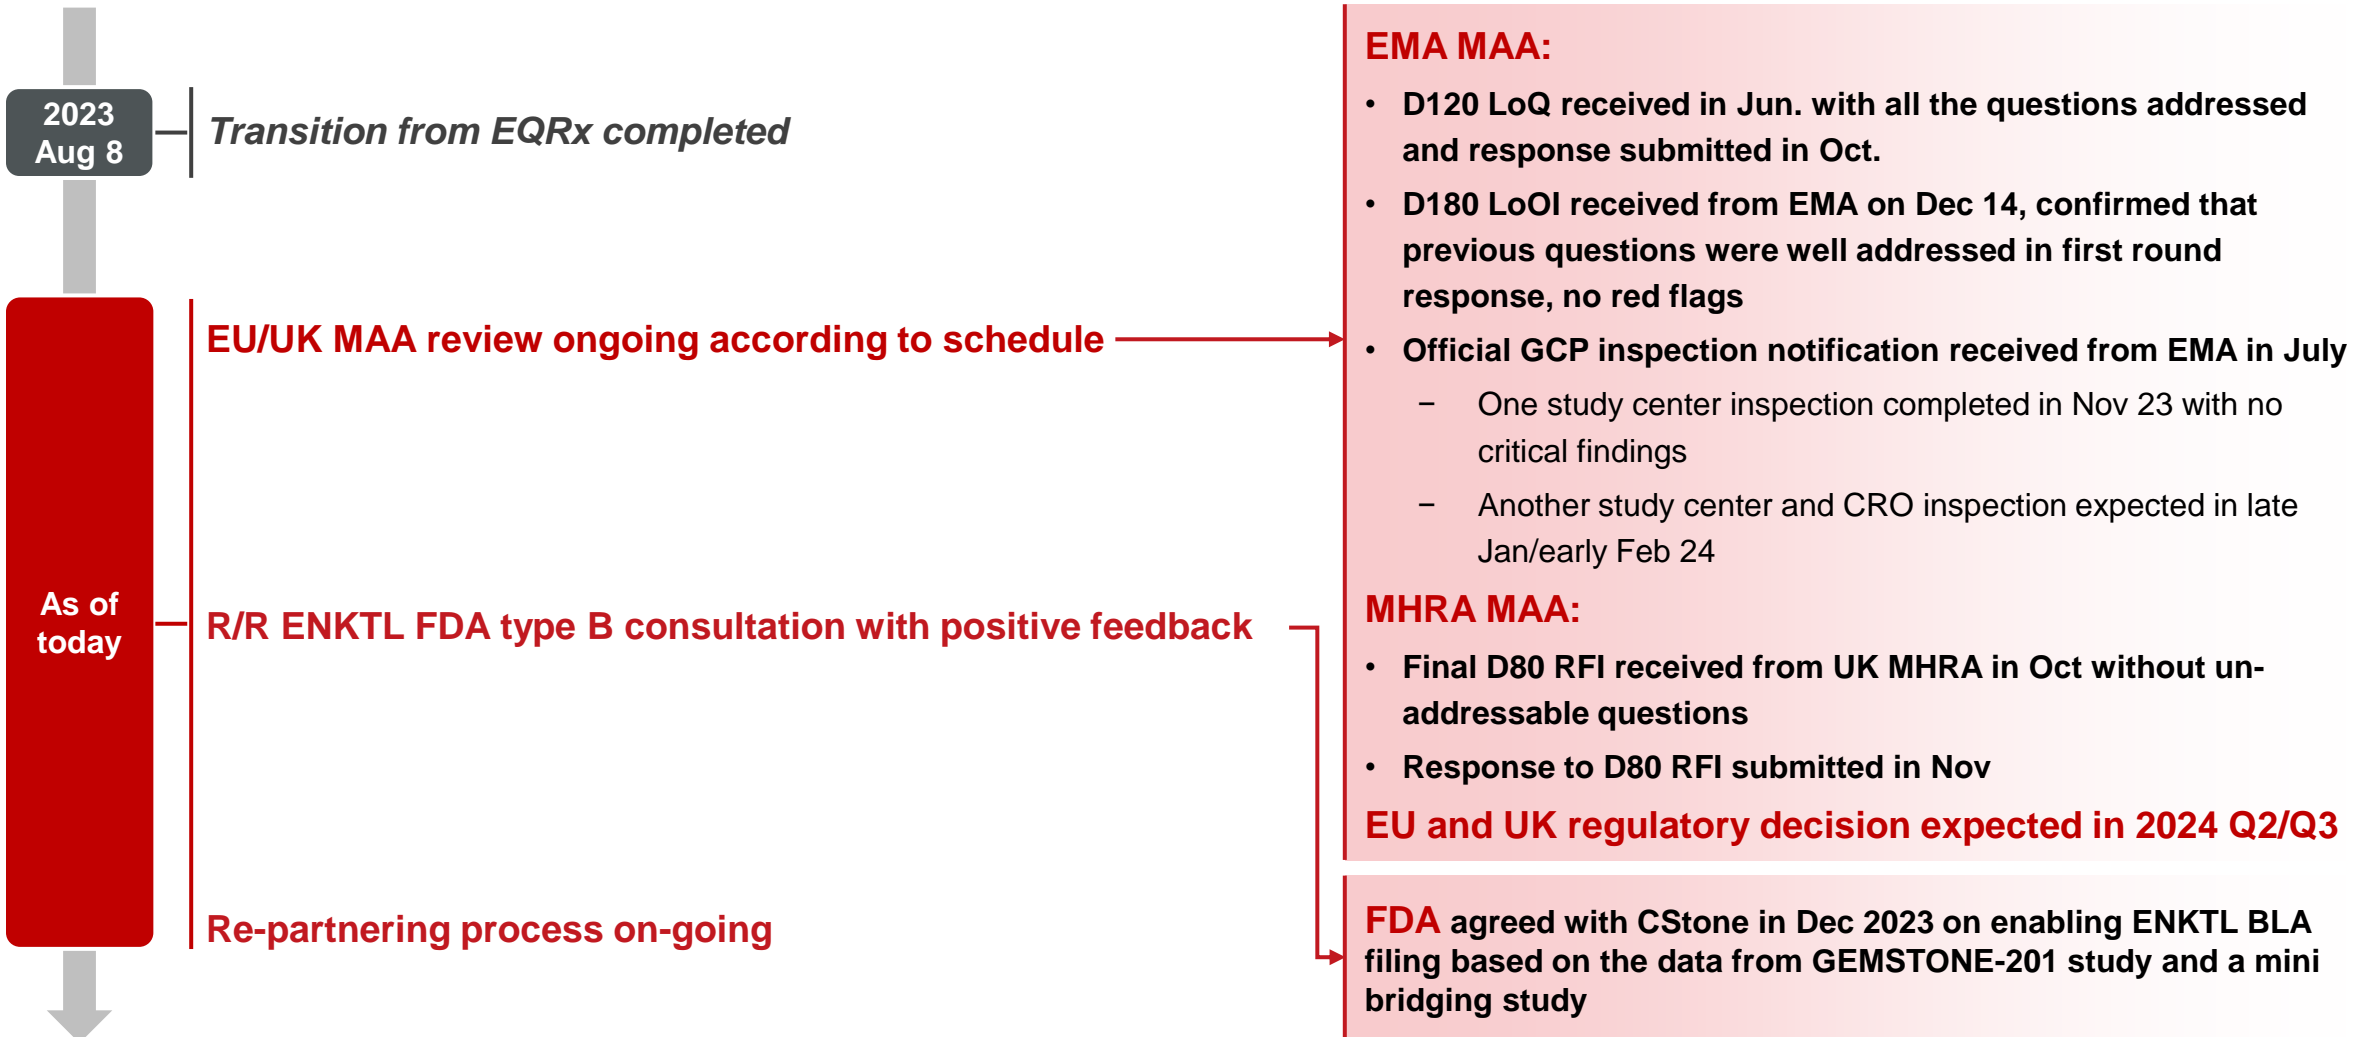 2023
Aug 8
Transition from EQRx completed
As of
today
EU/UK MAA review ongoing according to schedule
R/R ENKTL FDA type B consultation with positive feedback
Re-partnering process on-going
EMA MAA:
• D120 LoQ received in Jun. with all the questions addressed
and response submitted in Oct.
• D180 LoOI received from EMA on Dec 14, confirmed that
previous questions were well addressed in first round
response, no red flags
• Official GCP inspection notification received from EMA in July
− One study center inspection completed in Nov 23 with no
critical findings
− Another study center and CRO inspection expected in late
Jan/early Feb 24
MHRA MAA:
• Final D80 RFI received from UK MHRA in Oct without un-
addressable questions
• Response to D80 RFI submitted in Nov
EU and UK regulatory decision expected in 2024 Q2/Q3
FDA agreed with CStone in Dec 2023 on enabling ENKTL BLA
filing based on the data from GEMSTONE-201 study and a mini
bridging study